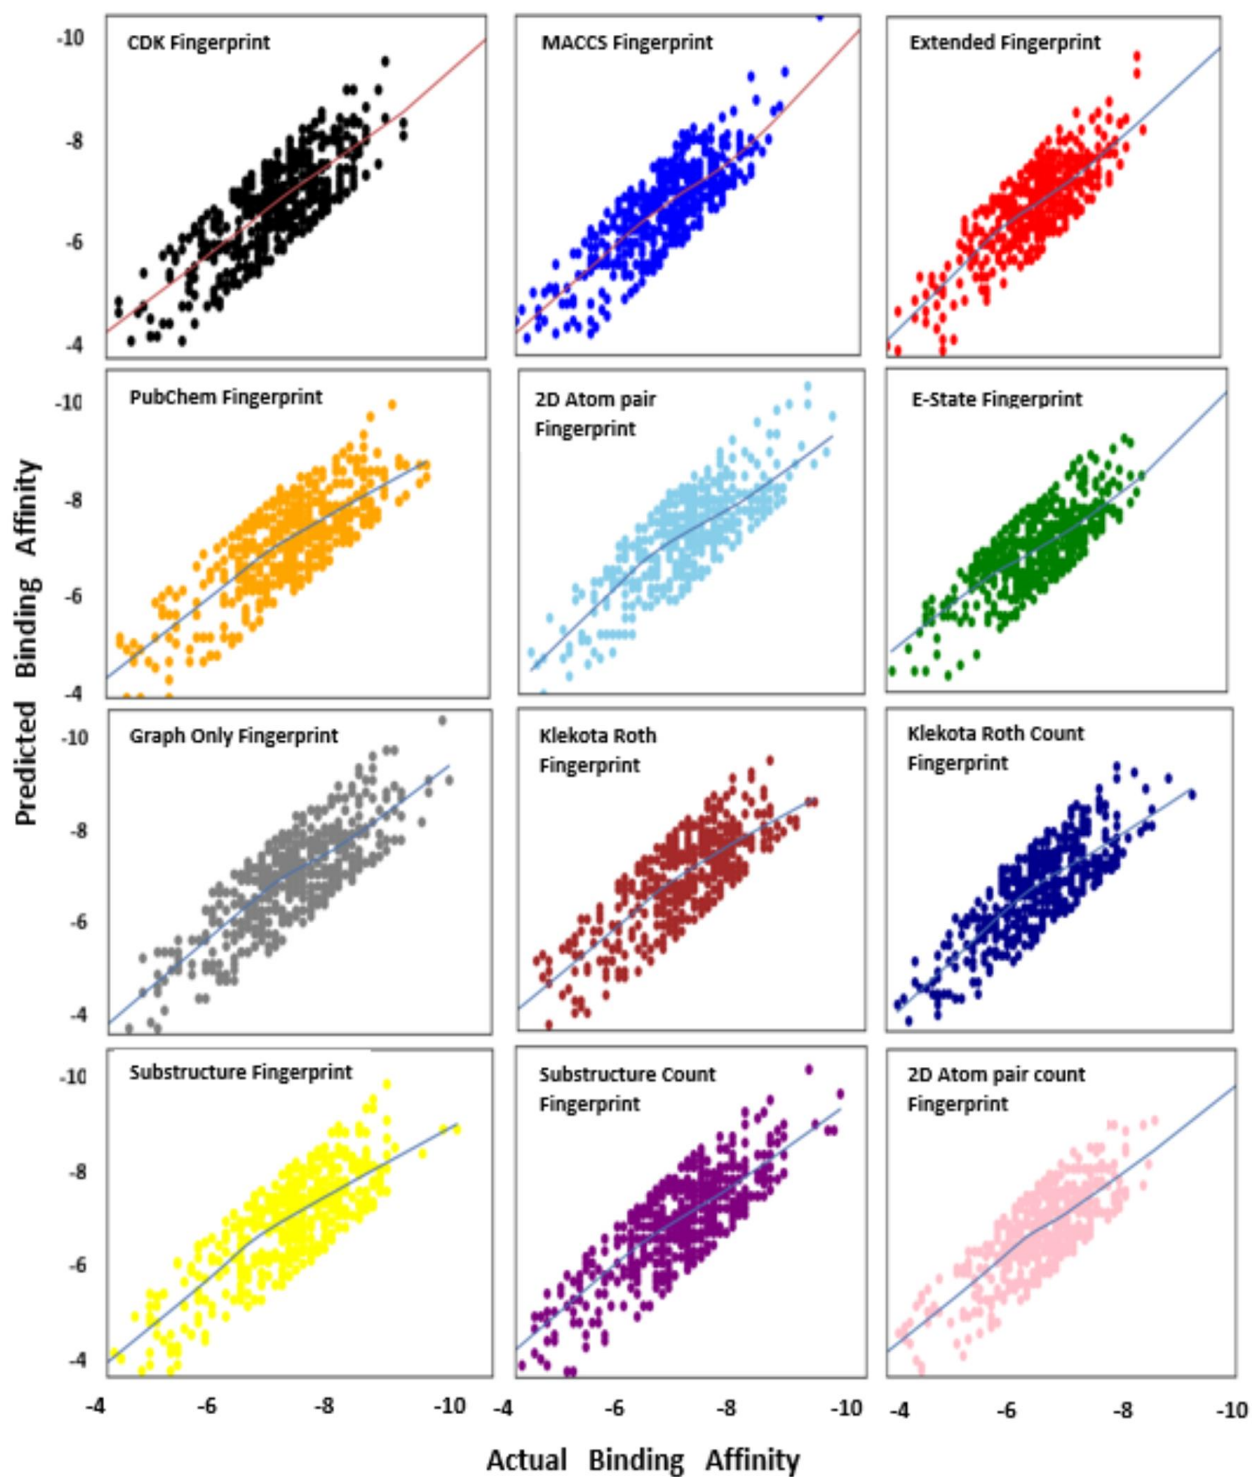 CDK Fingerprint
MACCS Fingerprint
Extended Fingerprint
-10
-8
-6
-4
PubChem Fingerprint
2D Atom pair
Fingerprint
E-State Fingerprint
-10
-8
-6
-4
Graph Only Fingerprint
Klekota Roth
Fingerprint
Klekota Roth Count
Fingerprint
-10
-8
-6
-4
Substructure Fingerprint
Substructure Count
Fingerprint
2D Atom pair count
Fingerprint
-10
-8
-6
-4
Predicted Binding Affinity
-4 -6 -8 -10 -4 -6 -8 -10 -4 -6 -8 -10
Actual Binding Affinity